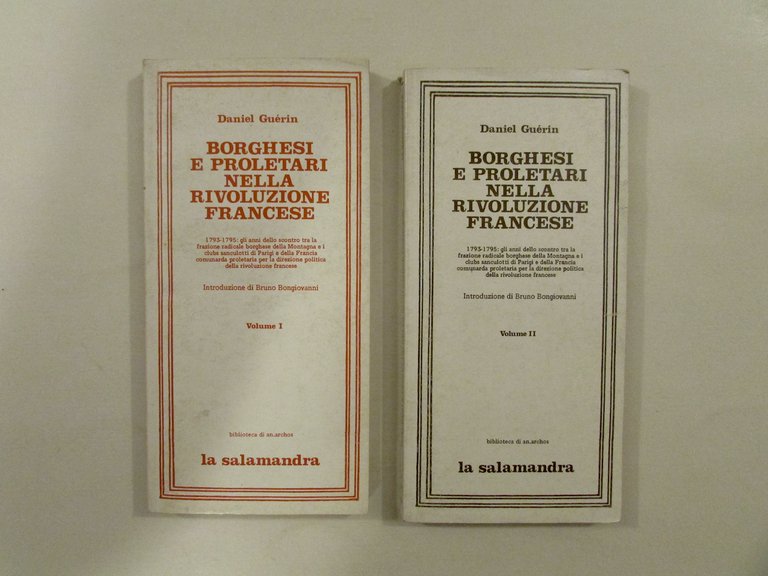 Daniel Guérin
BORGHESI
E PROLETARI
NELLA
RIVOLUZIONE
FRANCESE
1793-1795: gli anni dello scontro tra la
frazione radicale borghese della Montagna e i
clubs sanculotti di Parigi e della Francia
comunarda proletaria per la direzione politica
della rivoluzione francese
Introduzione di Bruno Bongiovanni
Volume I
biblioteca di an.archos
la salamandra
Daniel Guérin
BORGHESI
E PROLETARI
NELLA
RIVOLUZIONE
FRANCESE
1793-1795: gli anni dello scontro tra la
frazione radicale borghese della Montagna e i
clubs sanculotti di Parigi e della Francia
comunarda proletaria per la direzione politica
della rivoluzione francese
Introduzione di Bruno Bongiovanni
Volume II
biblioteca di an.archos
la salamandra